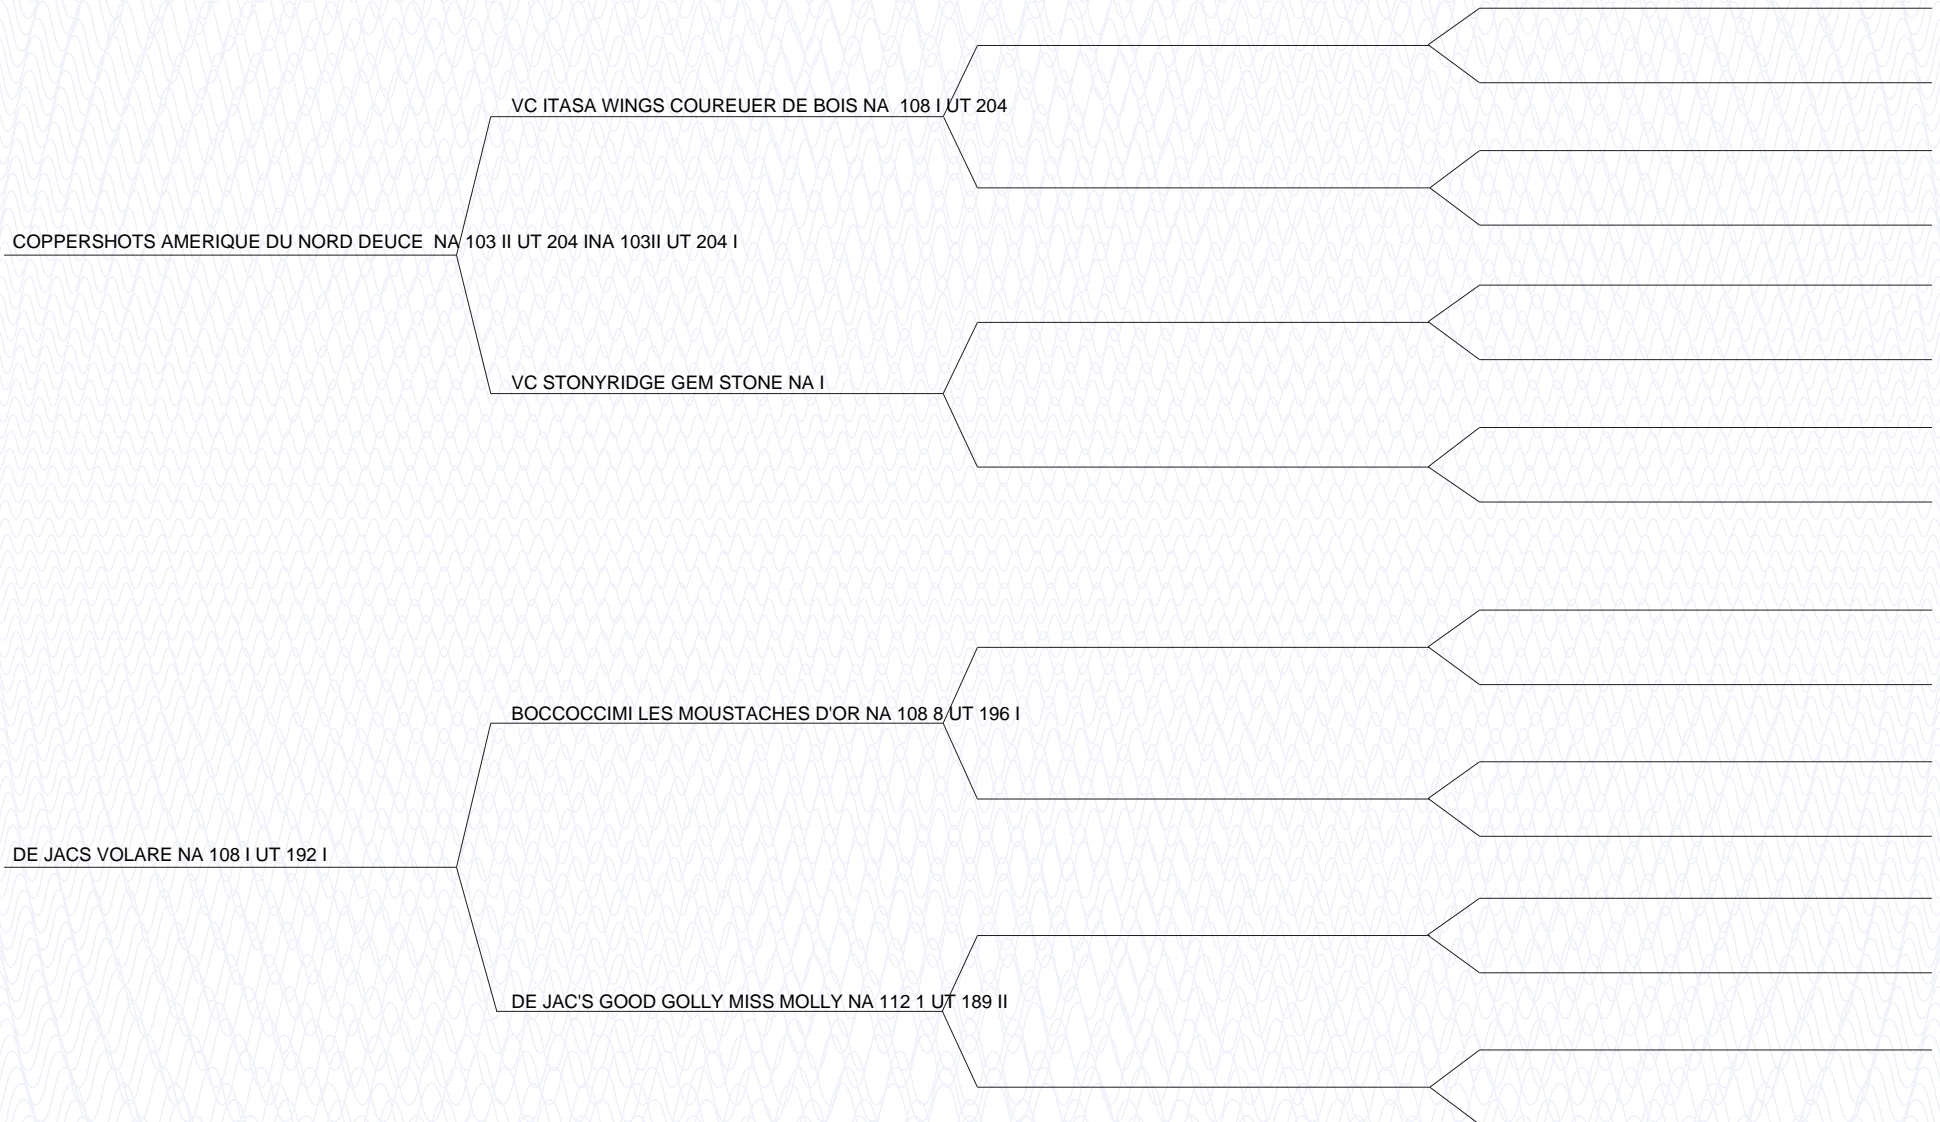 VC ITASA WINGS COUREUER DE BOIS NA  108 I UT 204
COPPERSHOTS AMERIQUE DU NORD DEUCE  NA 103 II UT 204 INA 103II UT 204 I
VC STONYRIDGE GEM STONE NA I
BOCCOCCIMI LES MOUSTACHES D'OR NA 108 8 UT 196 I
DE JACS VOLARE NA 108 I UT 192 I
DE JAC'S GOOD GOLLY MISS MOLLY NA 112 1 UT 189 II